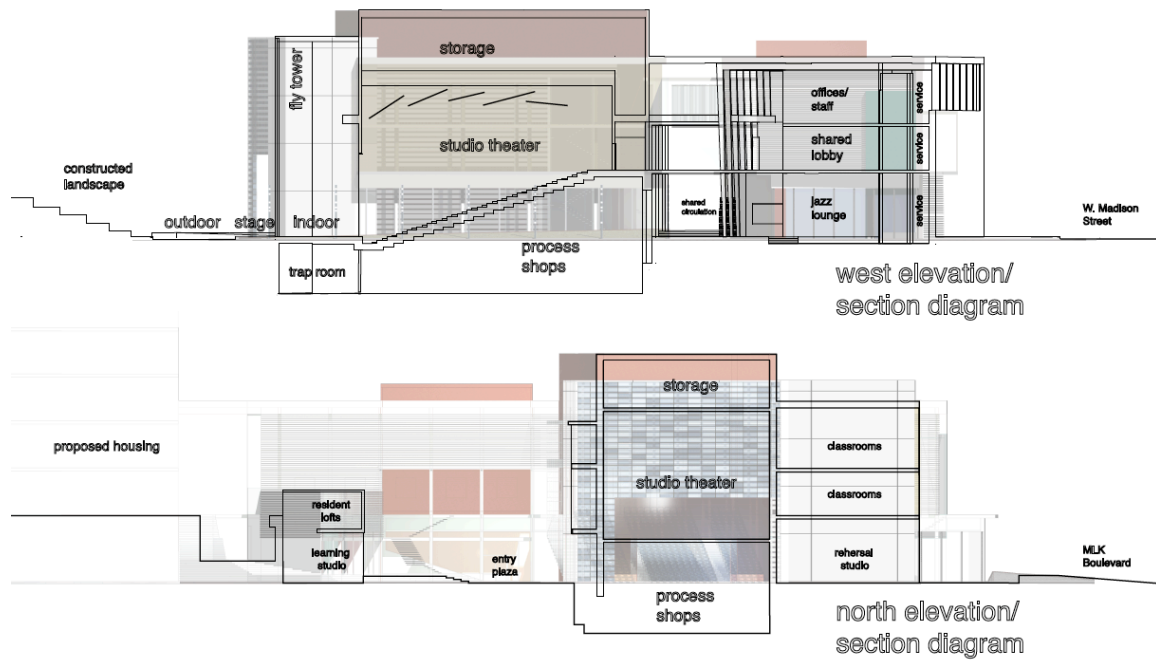 storage
fly tower
offices/
staff
service
studio theater
shared
lobby
service
constructed
landscape
shared
circulation
jazz
lounge
service
W. Madison
Street
outdoor stage indoor
process
shops
trap room
west elevation/
section diagram
storage
proposed housing
classrooms
studio theater
classrooms
resident
lofts
learning
studio
entry
plaza
rehersal
studio
MLK
Boulevard
process
shops
north elevation/
section diagram